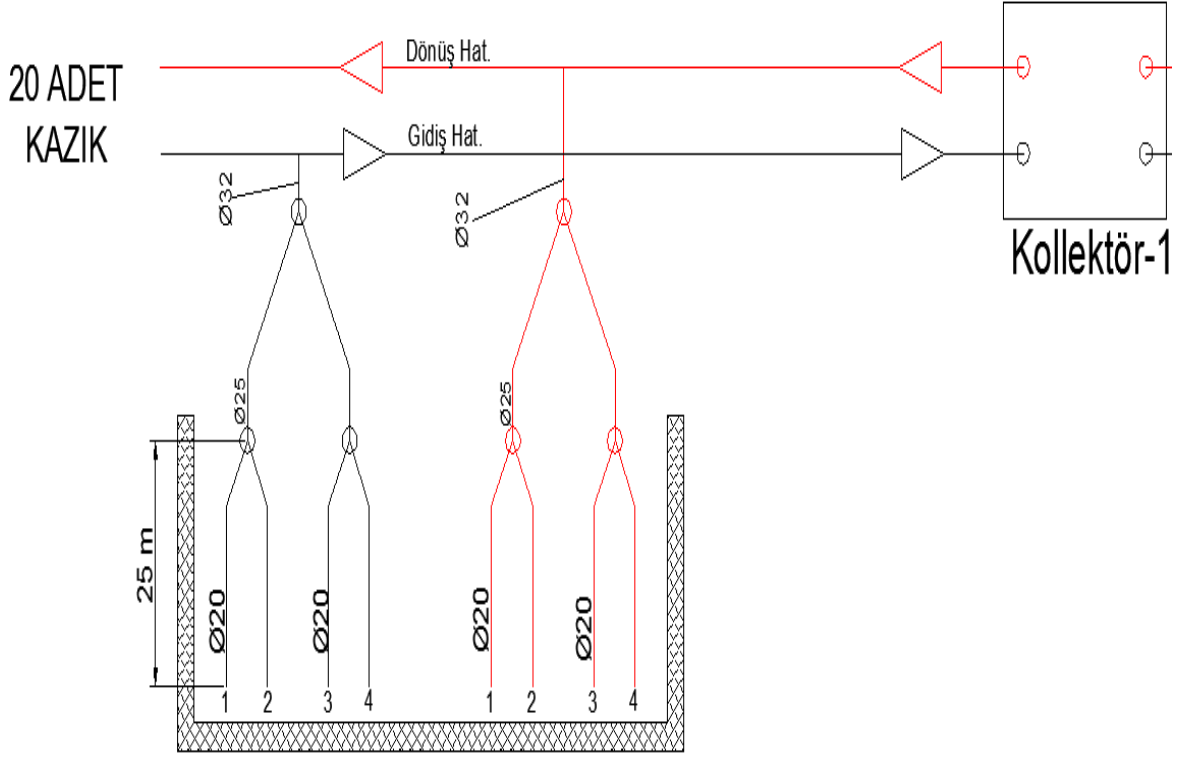 Dönüş Hat.
20 ADET
KAZIK
Gidiş Hat.
Ø32
Ø32
Kollektör-1
Ø25
Ø25
25 m
Ø20
Ø20
Ø20
Ø20
1 2 3 4 1 2 3 4